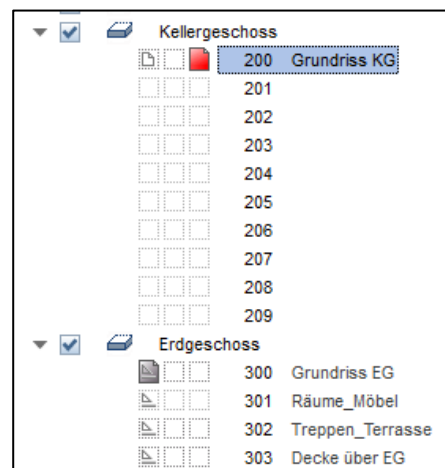 Kellergeschoss
200 Grundriss KG
201
202
203
204
205
206
207
208
209
Erdgeschoss
300 Grundriss EG
301 Räume_Möbel
302 Treppen_Terrasse
303 Decke über EG